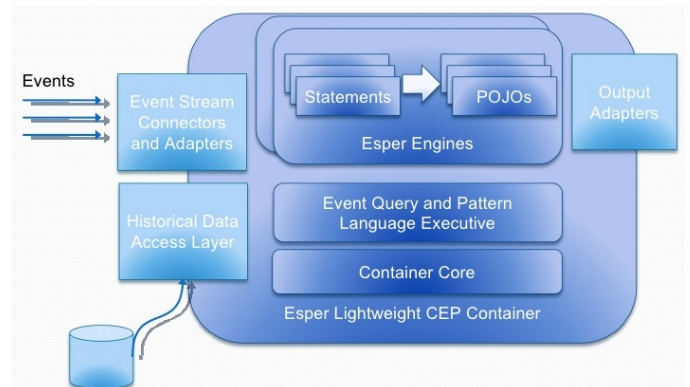 Events
Event Stream
Connectors
and Adapters
Statements
POJOs
Esper Engines
Output
Adapters
Historical Data
Access Layer
Event Query and Pattern
Language Executive
Container Core
Esper Lightweight CEP Container